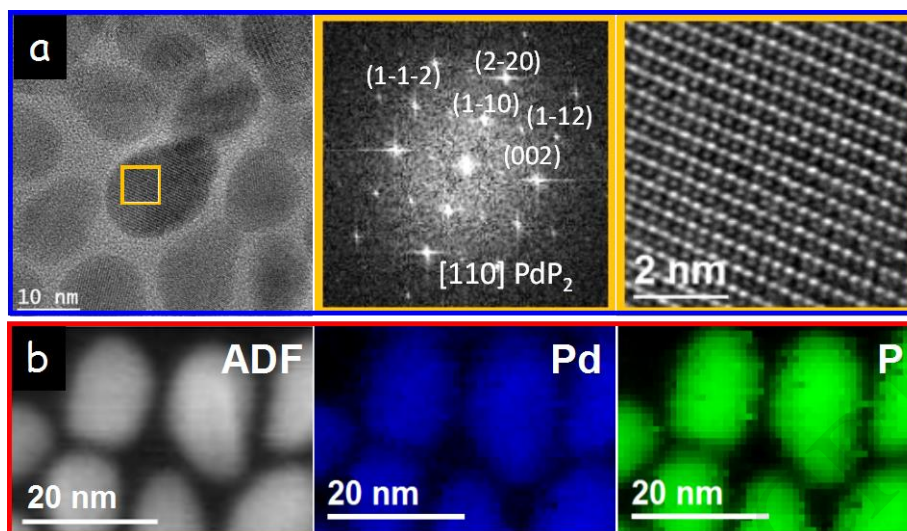 a
10 nm
(1-1-2)
(2-20)
(1-10)
(1-12)
(002)
[110] PdP₂
2 nm
b
ADF
20 nm
Pd
20 nm
P
20 nm